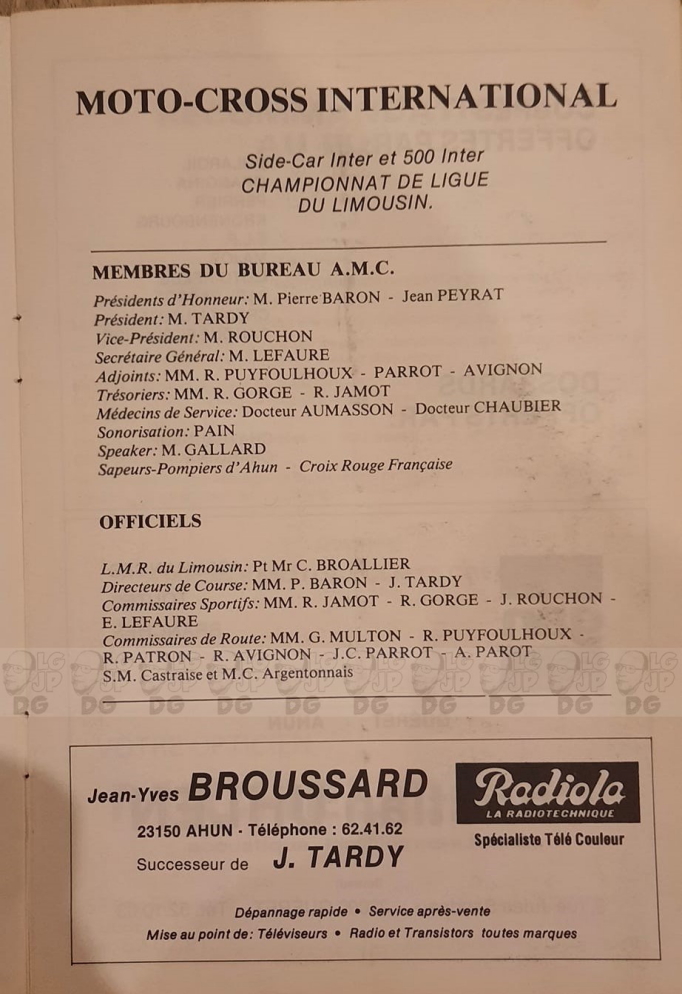 MOTO-CROSS INTERNATIONAL
Side-Car Inter et 500 Inter
CHAMPIONNAT DE LIGUE
DU LIMOUSIN.
MEMBRES DU BUREAU A.M.C.
Présidents d'Honneur: M. Pierre BARON - Jean PEYRAT
Président: M. TARDY
Vice-Président: M. ROUCHON
Secrétaire Général: M. LEFAURE
Adjoints: MM. R. PUYFOULHOUX - PARROT - AVIGNON
Trésoriers: MM. R. GORGE - R. JAMOT
Médecins de Service: Docteur AUMASSON - Docteur CHAUBIER
Sonorisation: PAIN
Speaker: M. GALLARD
Sapeurs-Pompiers d'Ahun - Croix Rouge Française
OFFICIELS
L.M.R. du Limousin: Pt Mr C. BROALLIER
Directeurs de Course: MM. P. BARON - J. TARDY
Commissaires Sportifs: MM. R. JAMOT - R. GORGE - J. ROUCHON -
E. LEFAURE
Commissaires de Route: MM. G. MULTON - R. PUYFOULHOUX -
R. PATRON - R. AVIGNON - J.C. PARROT - A. PAROT
S.M. Castraise et M.C. Argentonnais
Jean-Yves BROUSSARD
23150 AHUN - Téléphone : 62.41.62
Successeur de J. TARDY
Radiola
LA RADIOTECHNIQUE
Spécialiste Télé Couleur
Dépannage rapide • Service après-vente
Mise au point de: Téléviseurs • Radio et Transistors toutes marques